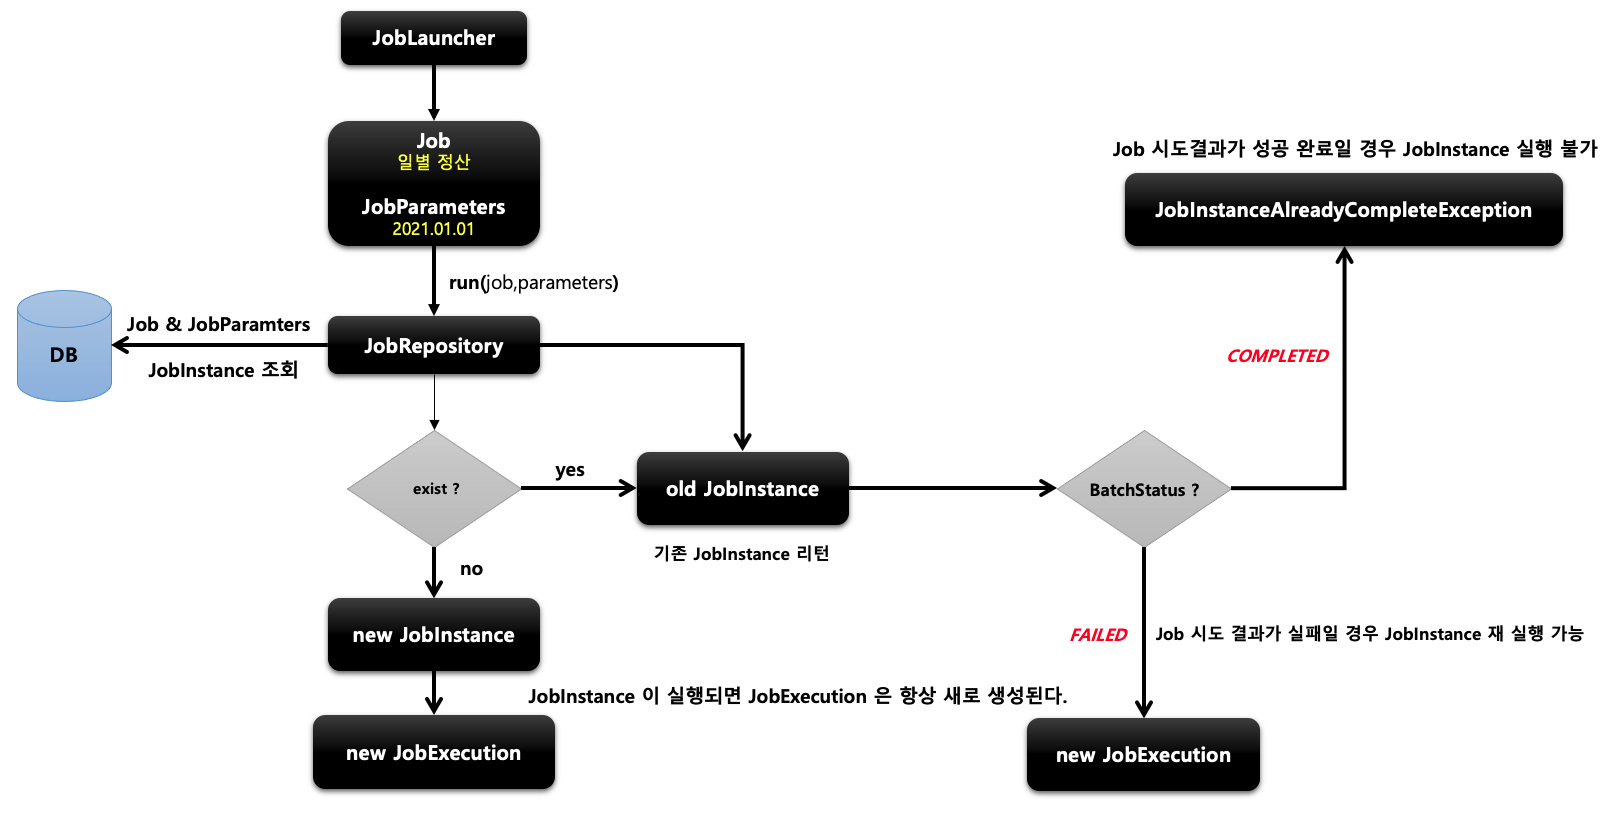 JobLauncher
Job
일별 정산
JobParameters
2021.01.01
run(job,parameters)
Job & JobParamters
JobInstance 조회
DB
JobRepository
exist ?
yes
no
old JobInstance
기존 JobInstance 리턴
new JobInstance
new JobExecution
JobInstance 이 실행되면 JobExecution 은 항상 새로 생성된다.
BatchStatus ?
COMPLETED
Job 시도결과가 성공 완료일 경우 JobInstance 실행 불가
JobInstanceAlreadyCompleteException
FAILED
Job 시도 결과가 실패일 경우 JobInstance 재 실행 가능
new JobExecution